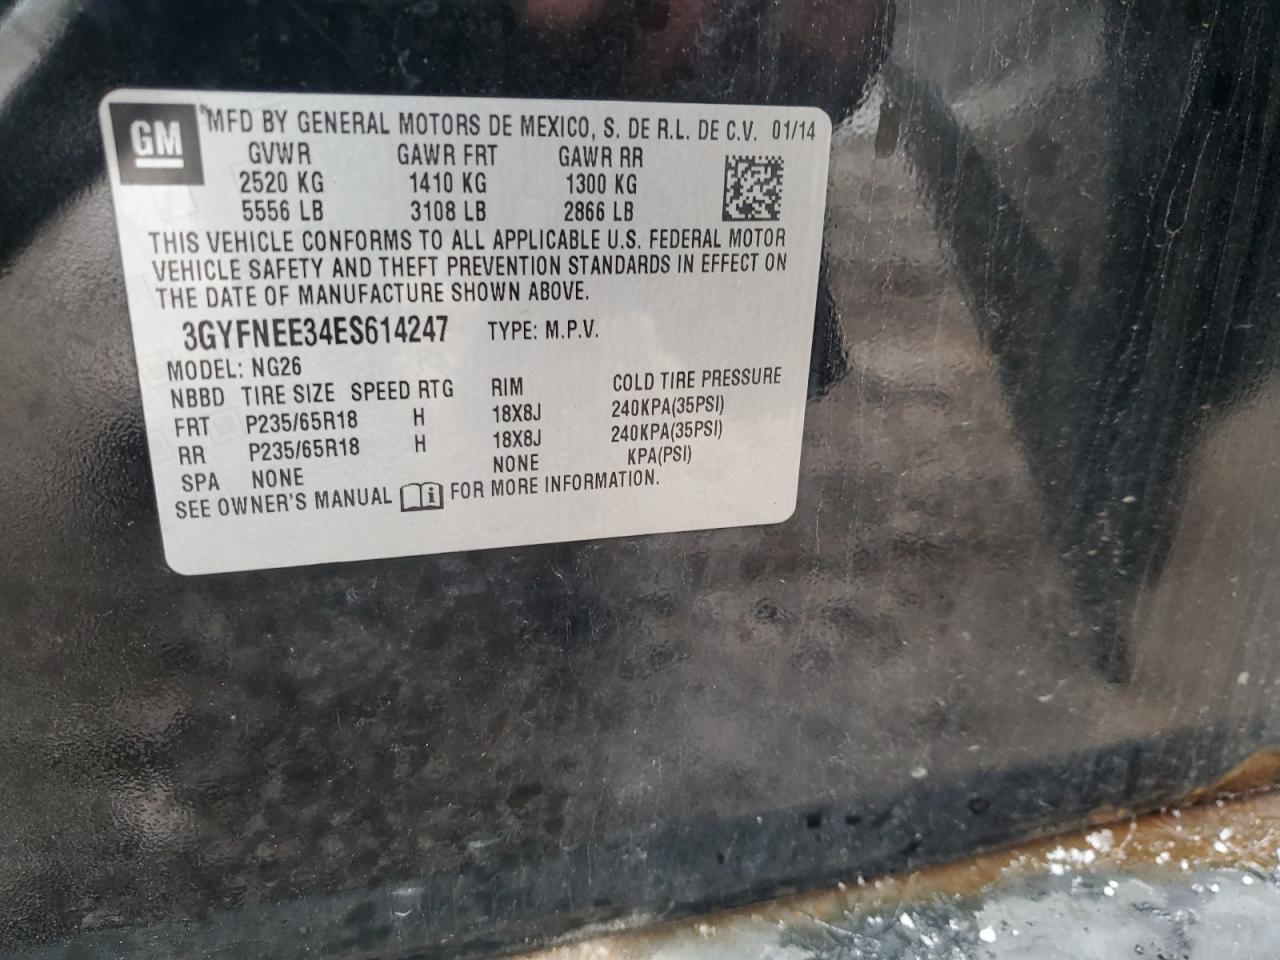 GM
®MFD BY GENERAL MOTORS DE MEXICO, S. DE R.L. DE C.V. 01/14
GVWR GAWR FRT GAWR RR
2520 KG 1410 KG 1300 KG
5556 LB 3108 LB 2866 LB
THIS VEHICLE CONFORMS TO ALL APPLICABLE U.S. FEDERAL MOTOR
VEHICLE SAFETY AND THEFT PREVENTION STANDARDS IN EFFECT ON
THE DATE OF MANUFACTURE SHOWN ABOVE.
3GYFNEE34ES614247 TYPE: M.P.V.
MODEL: NG26
NBBD TIRE SIZE SPEED RTG RIM COLD TIRE PRESSURE
FRT P235/65R18 H 18X8J 240KPA(35PSI)
RR P235/65R18 H 18X8J 240KPA(35PSI)
SPA NONE NONE KPA(PSI)
SEE OWNER'S MANUAL i FOR MORE INFORMATION.